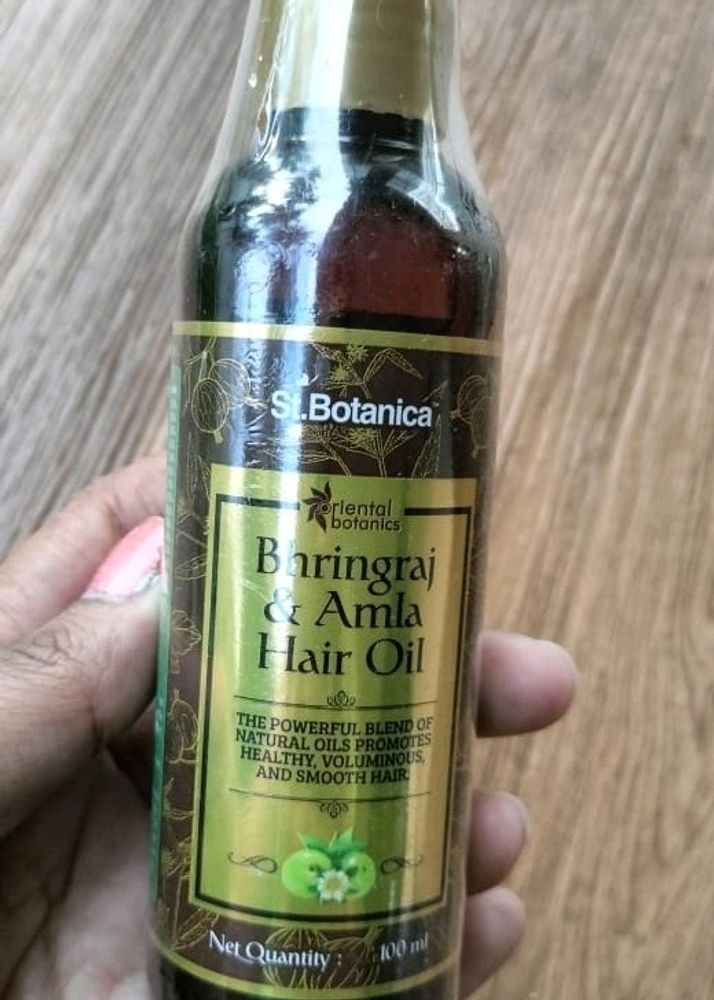 St.Botanica
oriental
botanics
Bhringraj
& Amla
Hair Oil
THE POWERFUL BLEND OF
NATURAL OILS PROMOTES
HEALTHY, VOLUMINOUS,
AND SMOOTH HAIR.
Net Quantity : 100 ml